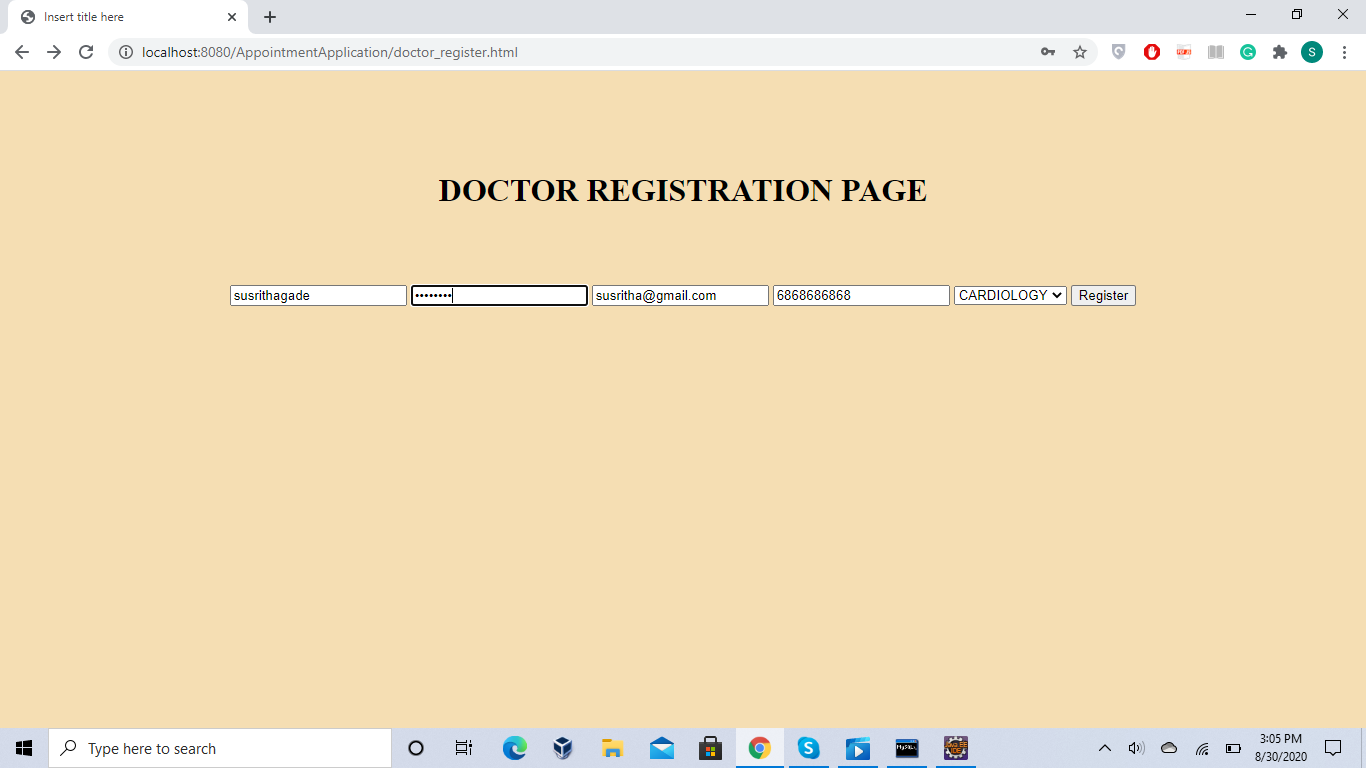 Insert title here
localhost:8080/AppointmentApplication/doctor_register.html
S
DOCTOR REGISTRATION PAGE
susrithagade •••••••• susritha@gmail.com 6868686868 CARDIOLOGY Register
Type here to search
3:05 PM
8/30/2020